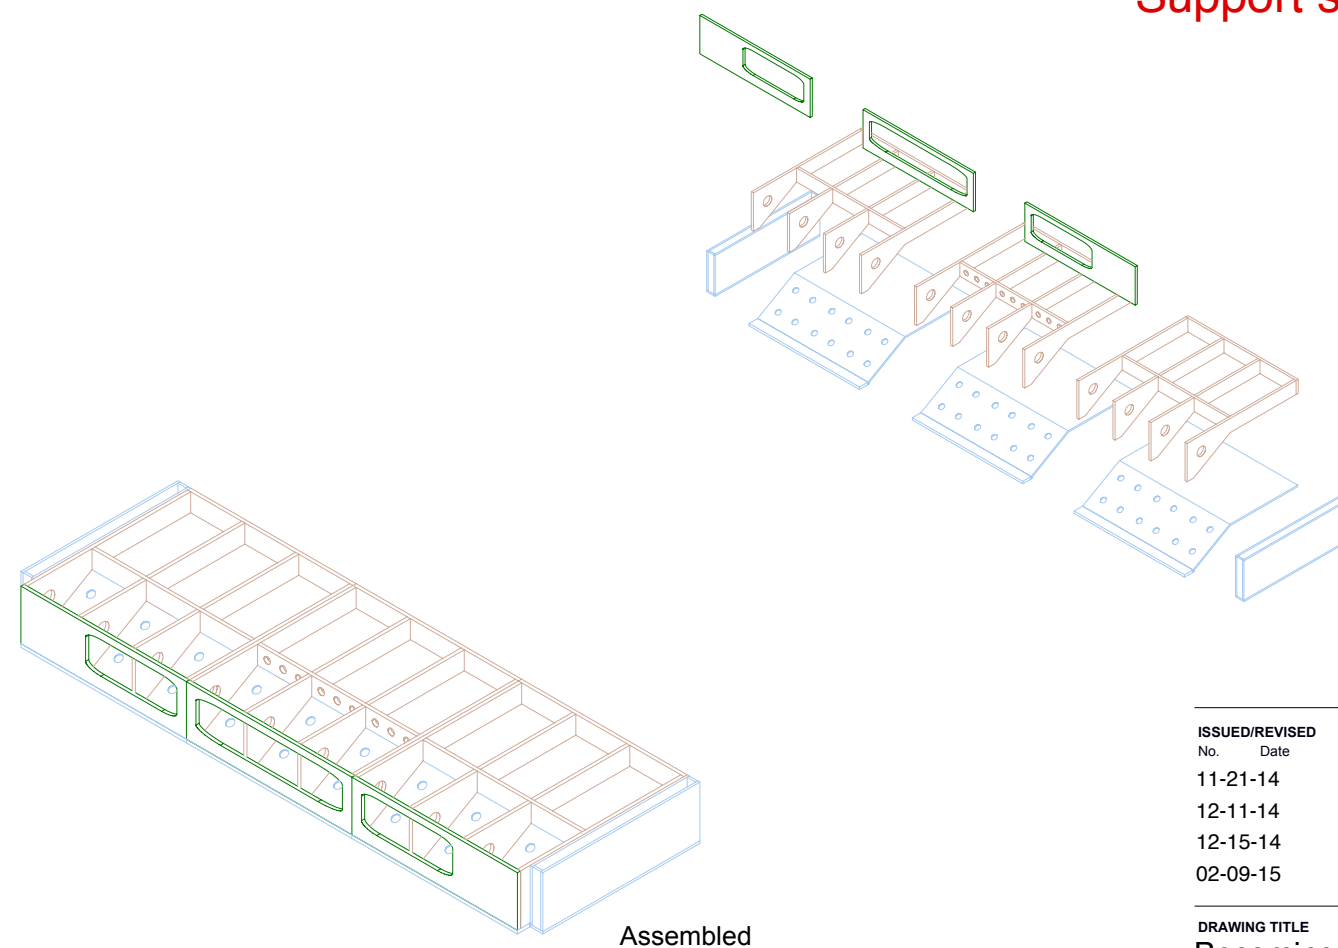 Support s
Assembled
ISSUED/REVISED
No. Date
11-21-14
12-11-14
12-15-14
02-09-15
DRAWING TITLE